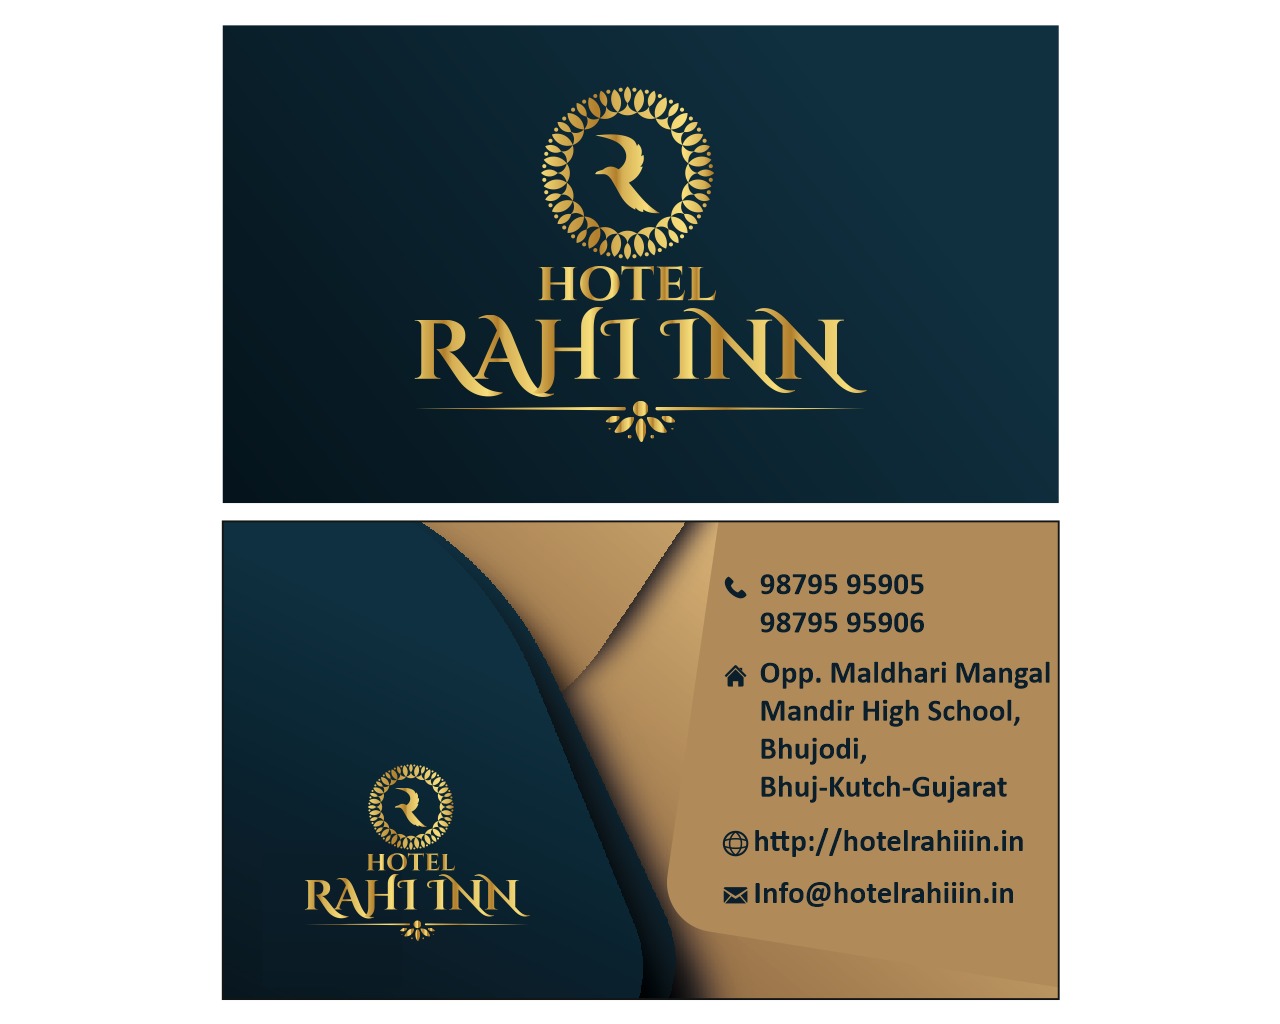 HOTEL
RAHI INN
98795 95905
98795 95906
Opp. Maldhari Mangal
Mandir High School,
Bhujodi,
Bhuj-Kutch-Gujarat
http://hotelrahiiin.in
Info@hotelrahiiin.in
HOTEL
RAHI INN